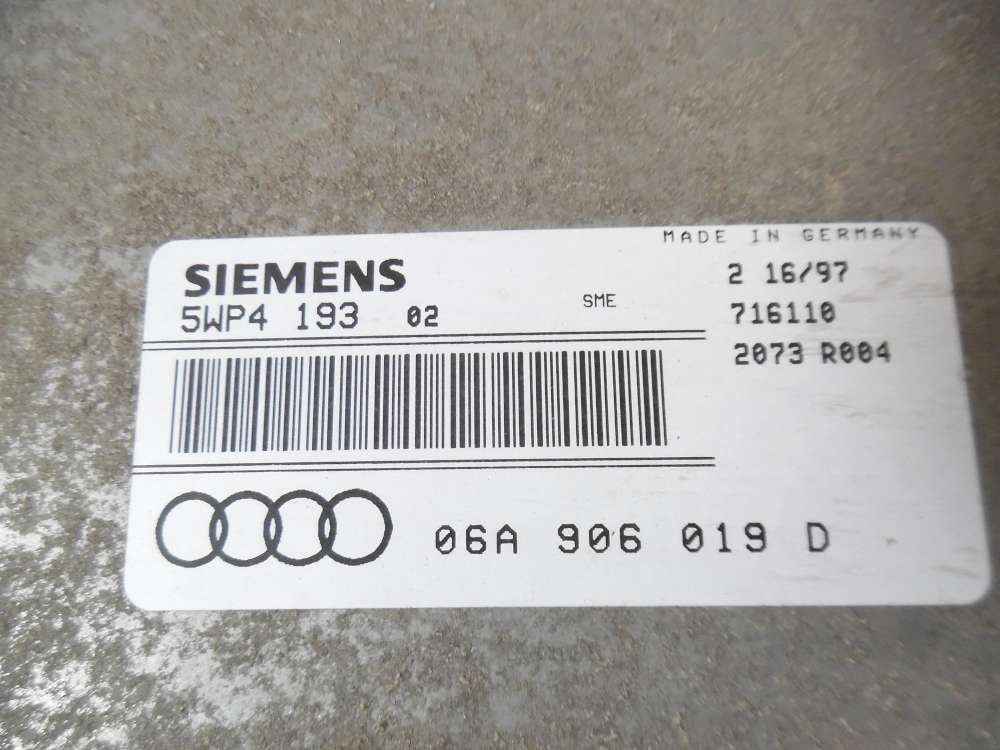 MADE IN GERMANY
SIEMENS
2 16/97
5WP4 193 02
SME
716110
2073 R004
06A 906 019 D